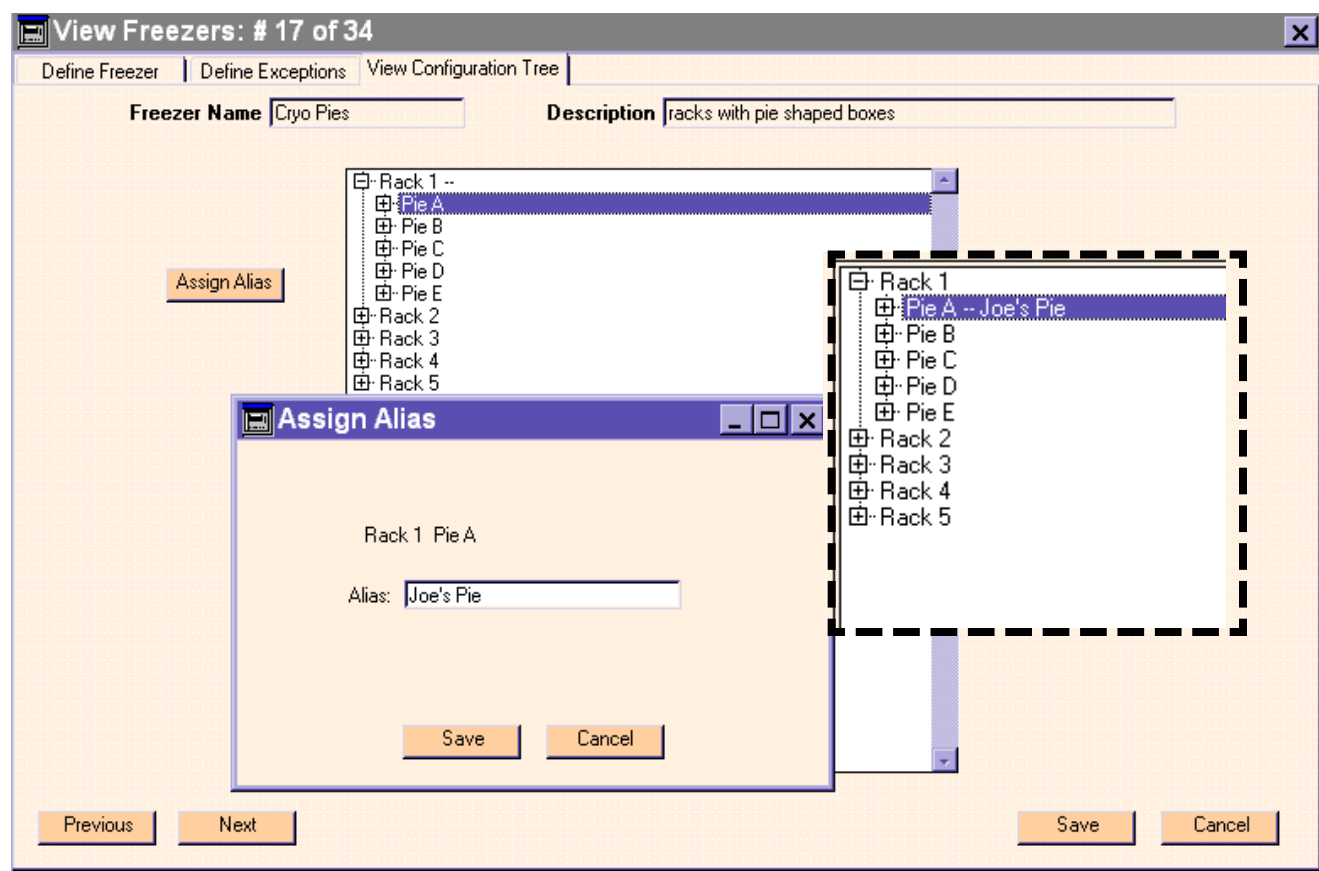 View Freezers: # 17 of 34
Define Freezer
Define Exceptions
View Configuration Tree
Freezer Name Cryo Pies
Description racks with pie shaped boxes
Rack 1 --
Pie A
Pie B
Pie C
Pie D
Pie E
Rack 2
Rack 3
Rack 4
Rack 5
Assign Alias
Rack 1
Pie A -- Joe's Pie
Pie B
Pie C
Pie D
Pie E
Rack 2
Rack 3
Rack 4
Rack 5
Assign Alias
Rack 1 Pie A
Alias: Joe's Pie
Save
Cancel
Previous
Next
Save
Cancel